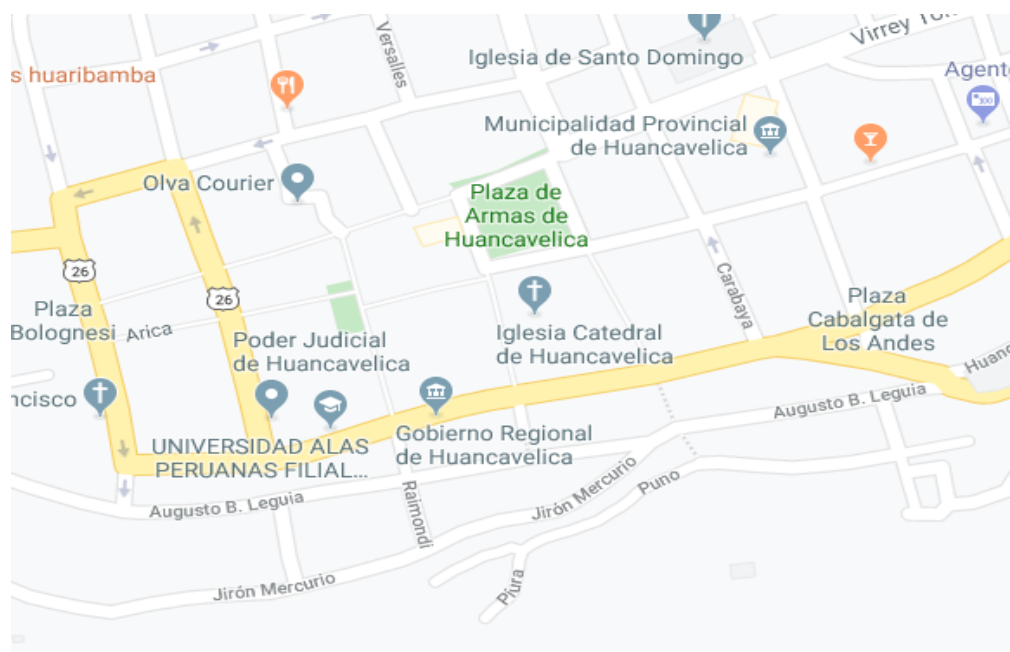 Versalles
Virrey Tol
Iglesia de Santo Domingo
s huaribamba
Agent
Municipalidad Provincial
de Huancavelica
Olva Courier
Plaza de
Armas de
Huancavelica
26
Plaza
Bolognesi
Arica
26
Carabaya
Plaza
Cabalgata de
Los Andes
Poder Judicial
de Huancavelica
Iglesia Catedral
de Huancavelica
Huanc
ncisco
Augusto B. Leguia
UNIVERSIDAD ALAS
PERUANAS FILIAL...
Gobierno Regional
de Huancavelica
Augusto B. Leguia
Raimondi
Jirón Mercurio
Puno
Jirón Mercurio
Piura